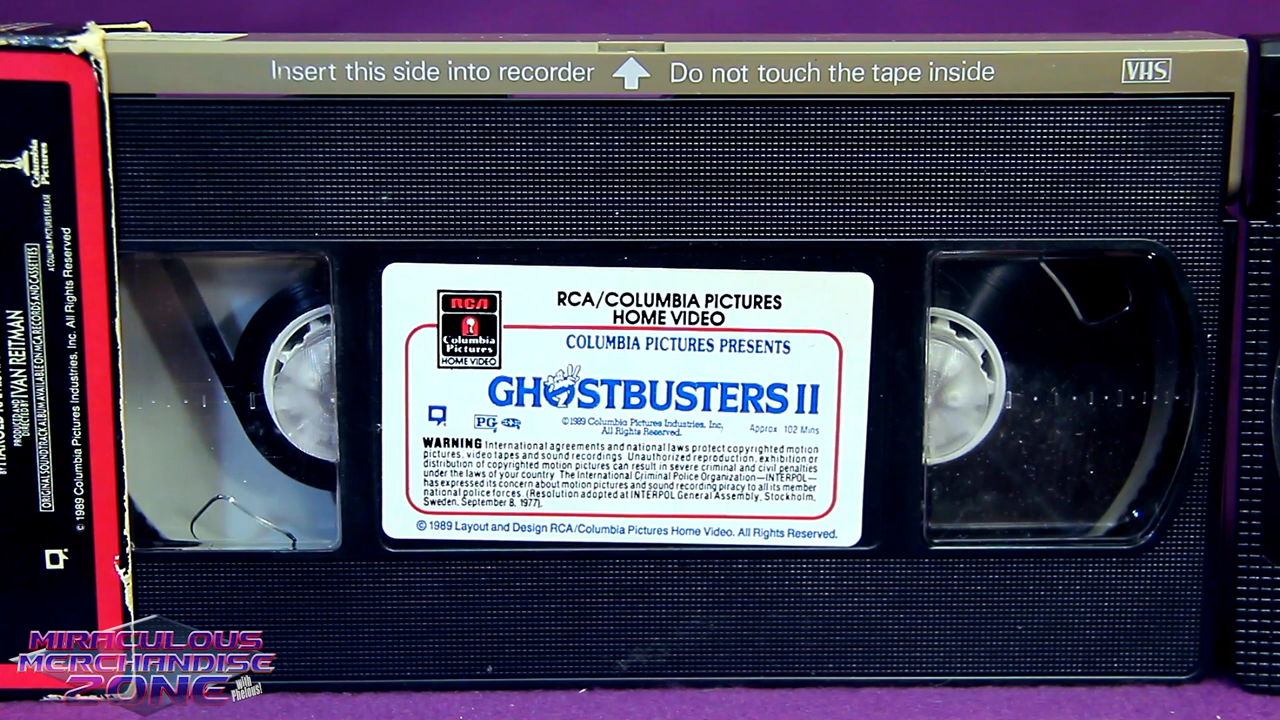 Insert this side into recorder Do not touch the tape inside
VHS
Columbia
Pictures
A COLUMBIA PICTURES RELEASE
ORIGINAL SOUNDTRACK ALBUM AVAILABLE ON MCA RECORDS AND CASSETTES
IVAN REITMAN
© 1989 Columbia Pictures Industries, Inc. All Rights Reserved
RCA
Columbia
Pictures
HOME VIDEO
RCA/COLUMBIA PICTURES
HOME VIDEO
COLUMBIA PICTURES PRESENTS
GHOSTBUSTERS II
PG
©1989 Columbia Pictures Industries, Inc.
All Rights Reserved.
Approx. 102 Mins
WARNING International agreements and national laws protect copyrighted motion
pictures, video tapes and sound recordings. Unauthorized reproduction, exhibition or
distribution of copyrighted motion pictures can result in severe criminal and civil penalties
under the laws of your country. The International Criminal Police Organization—INTERPOL—
has expressed its concern about motion pictures and sound recording piracy to all its member
national police forces. (Resolution adopted at INTERPOL General Assembly, Stockholm,
Sweden, September 8, 1977).
© 1989 Layout and Design RCA/Columbia Pictures Home Video. All Rights Reserved.
MIRACULOUS
MERCHANDISE
ZONE
with
Phelous!